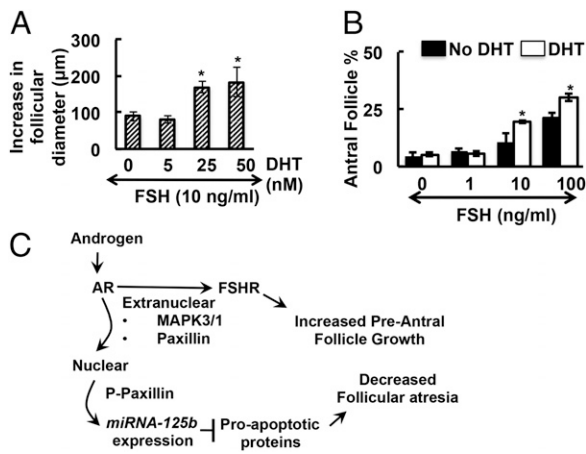 A
Increase in
follicular
diameter (µm)
300
200
100
0
*
*
0 5 25 50 DHT
(nM)
FSH (10 ng/ml)
B
Antral Follicle %
50
25
0
No DHT DHT
*
*
0 1 10 100
FSH (ng/ml)
C
Androgen
AR
FSHR
Extranuclear
• MAPK3/1
• Paxillin
Increased Pre-Antral
Follicle Growth
Nuclear
P-Paxillin
Decreased
Follicular atresia
miRNA-125b
expression
Pro-apoptotic
proteins